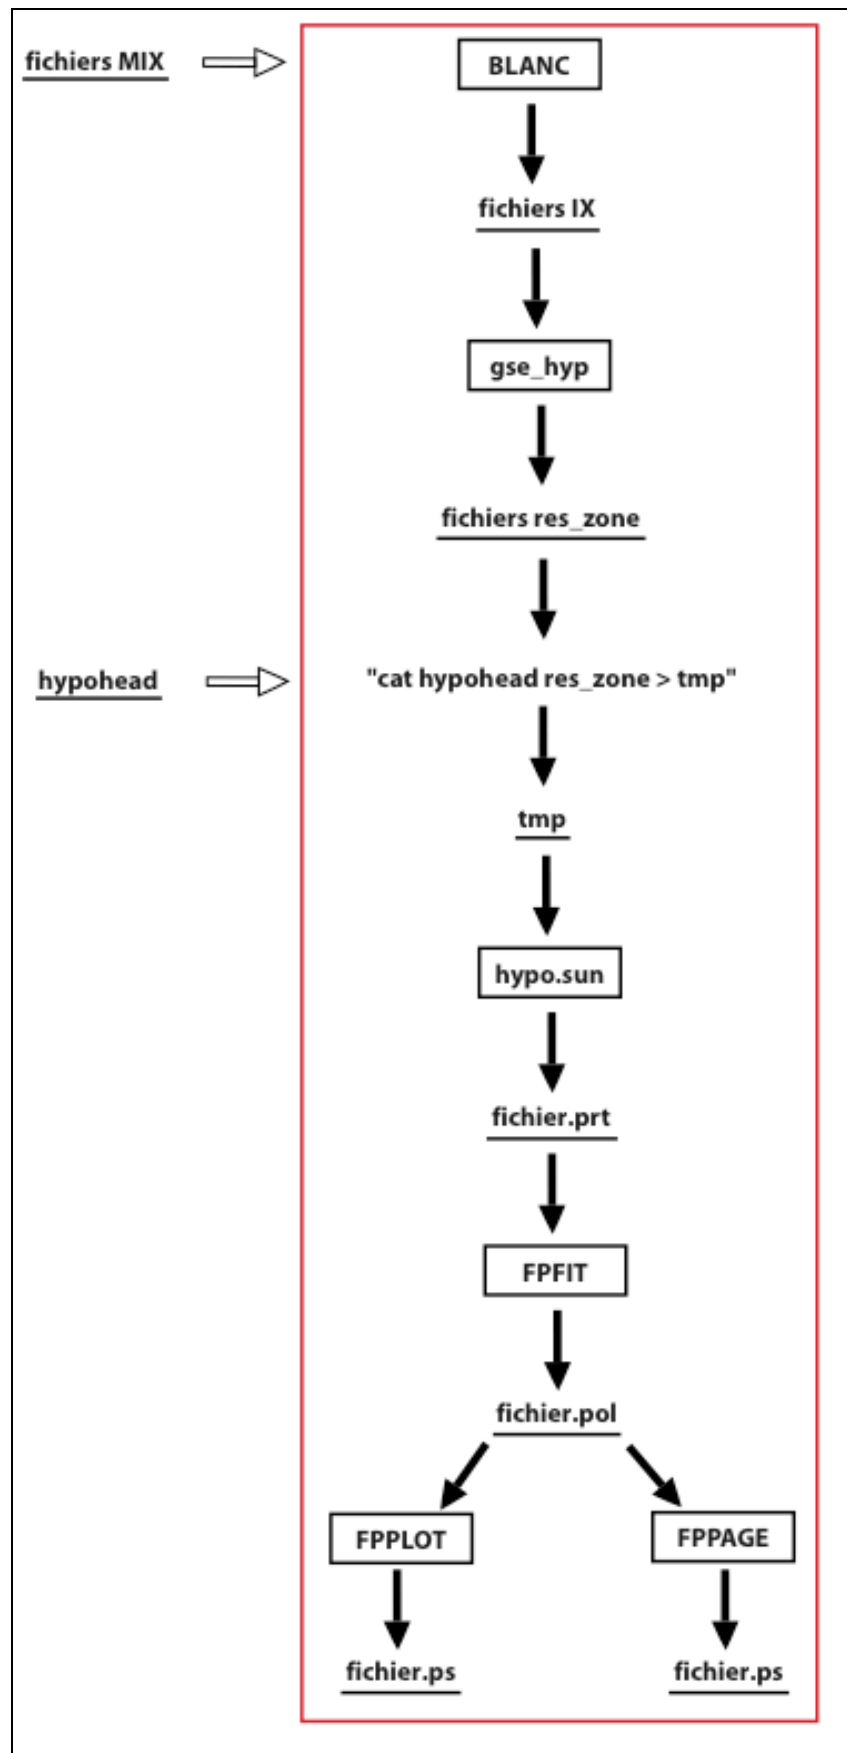 fichiers MIX
BLANC
fichiers IX
gse_hyp
fichiers res_zone
hypohead
"cat hypohead res_zone > tmp"
tmp
hypo.sun
fichier.prt
FPFIT
fichier.pol
FPPLOT
FPPAGE
fichier.ps
fichier.ps